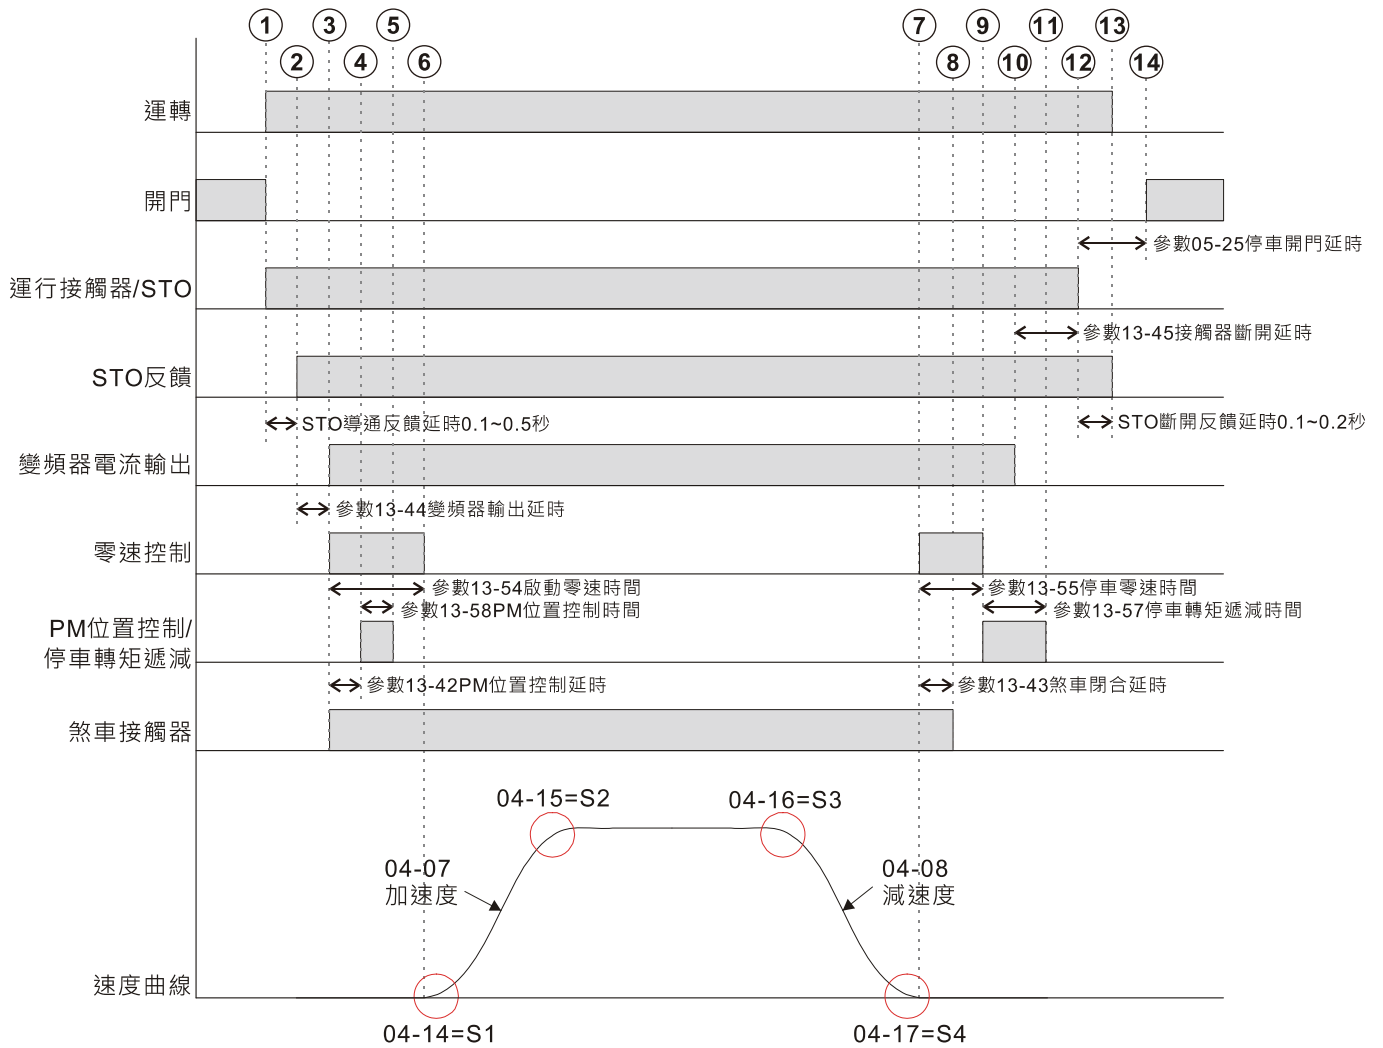 1 3 5 7 9 11 13
2 4 6 8 10 12 14
運轉
開門
參數05-25停車開門延時
運行接觸器/STO
參數13-45接觸器斷開延時
STO反饋
STO導通反饋延時0.1~0.5秒
STO斷開反饋延時0.1~0.2秒
變頻器電流輸出
參數13-44變頻器輸出延時
零速控制
參數13-54啟動零速時間
參數13-55停車零速時間
參數13-58PM位置控制時間
參數13-57停車轉矩遞減時間
PM位置控制/
停車轉矩遞減
參數13-42PM位置控制延時
參數13-43煞車閉合延時
煞車接觸器
04-15=S2
04-16=S3
04-07
加速度
04-08
減速度
速度曲線
04-14=S1
04-17=S4